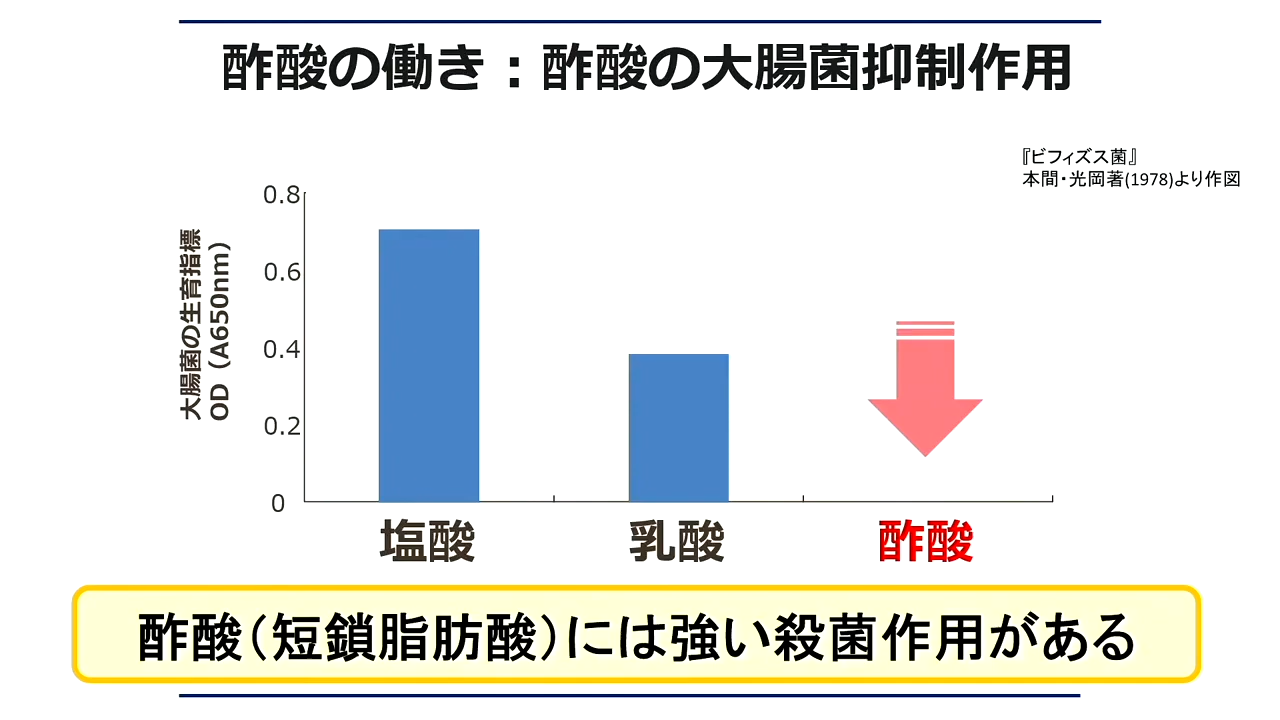 酢酸の働き：酢酸の大腸菌抑制作用
『ビフィズス菌』
本間・光岡著(1978)より作図
大腸菌の生育指標
OD（A650nm）
0.8
0.6
0.4
0.2
0
塩酸
乳酸
酢酸
酢酸（短鎖脂肪酸）には強い殺菌作用がある